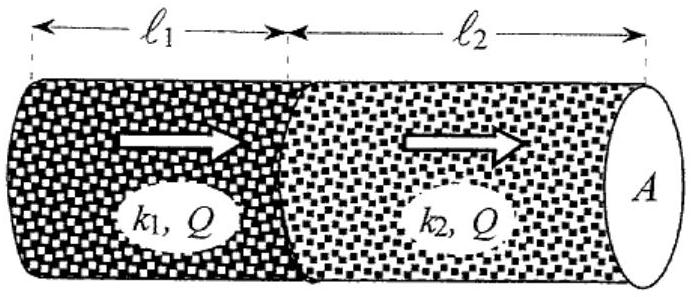 ℓ₁ ℓ₂
k₁, Q k₂, Q A